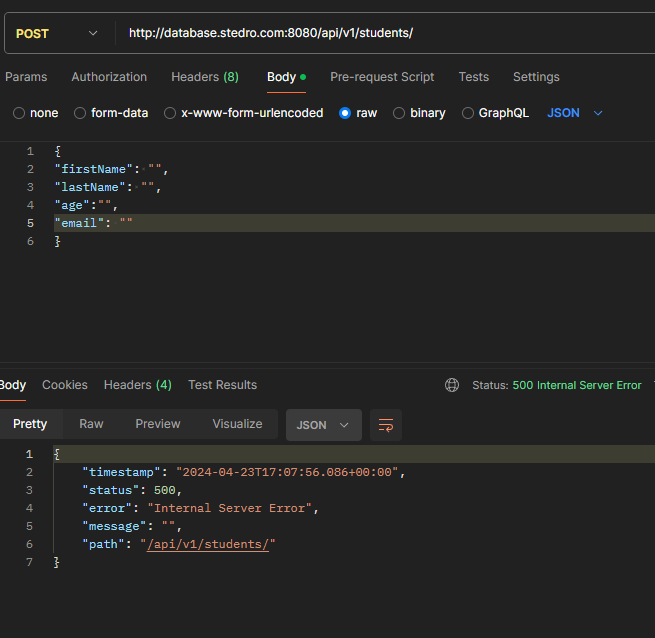 POST http://database.stedro.com:8080/api/v1/students/
Params Authorization Headers (8) Body Pre-request Script Tests Settings
none form-data x-www-form-urlencoded raw binary GraphQL JSON
1 {
2 "firstName": "",
3 "lastName": "",
4 "age":"",
5 "email": ""
6 }
Body Cookies Headers (4) Test Results Status: 500 Internal Server Error
Pretty Raw Preview Visualize JSON
1 {
2 "timestamp": "2024-04-23T17:07:56.086+00:00",
3 "status": 500,
4 "error": "Internal Server Error",
5 "message": "",
6 "path": "/api/v1/students/"
7 }